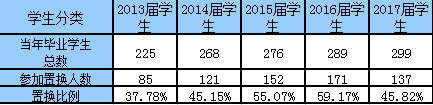 学生分类 2013届学生 2014届学生 2015届学生 2016届学生 2017届学生
当年毕业学生总数 225 268 276 289 299
参加置换人数 85 121 152 171 137
置换比例 37.78% 45.15% 55.07% 59.17% 45.82%